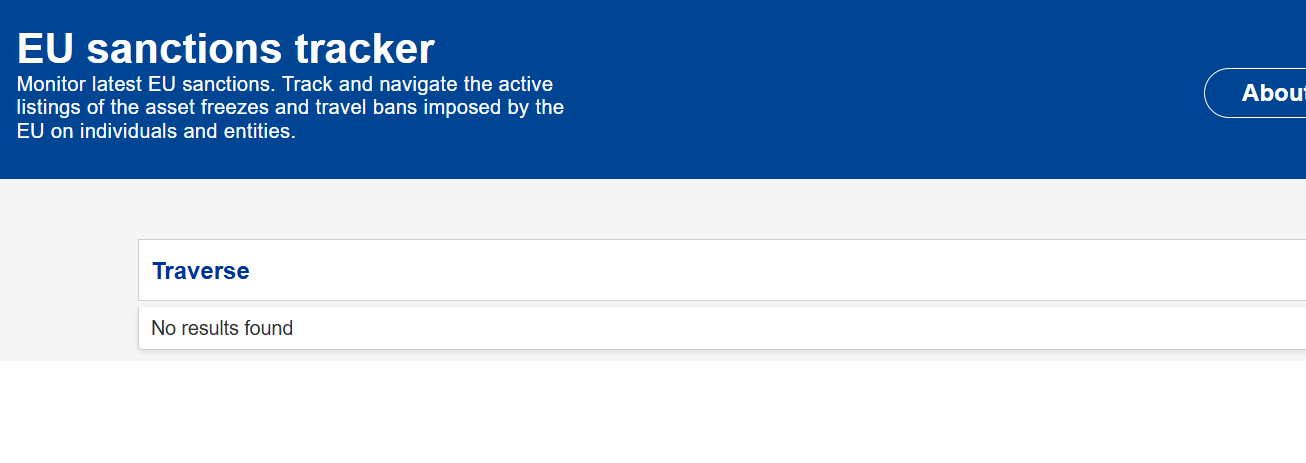 EU sanctions tracker
Monitor latest EU sanctions. Track and navigate the active
listings of the asset freezes and travel bans imposed by the
EU on individuals and entities.
About
Traverse
No results found